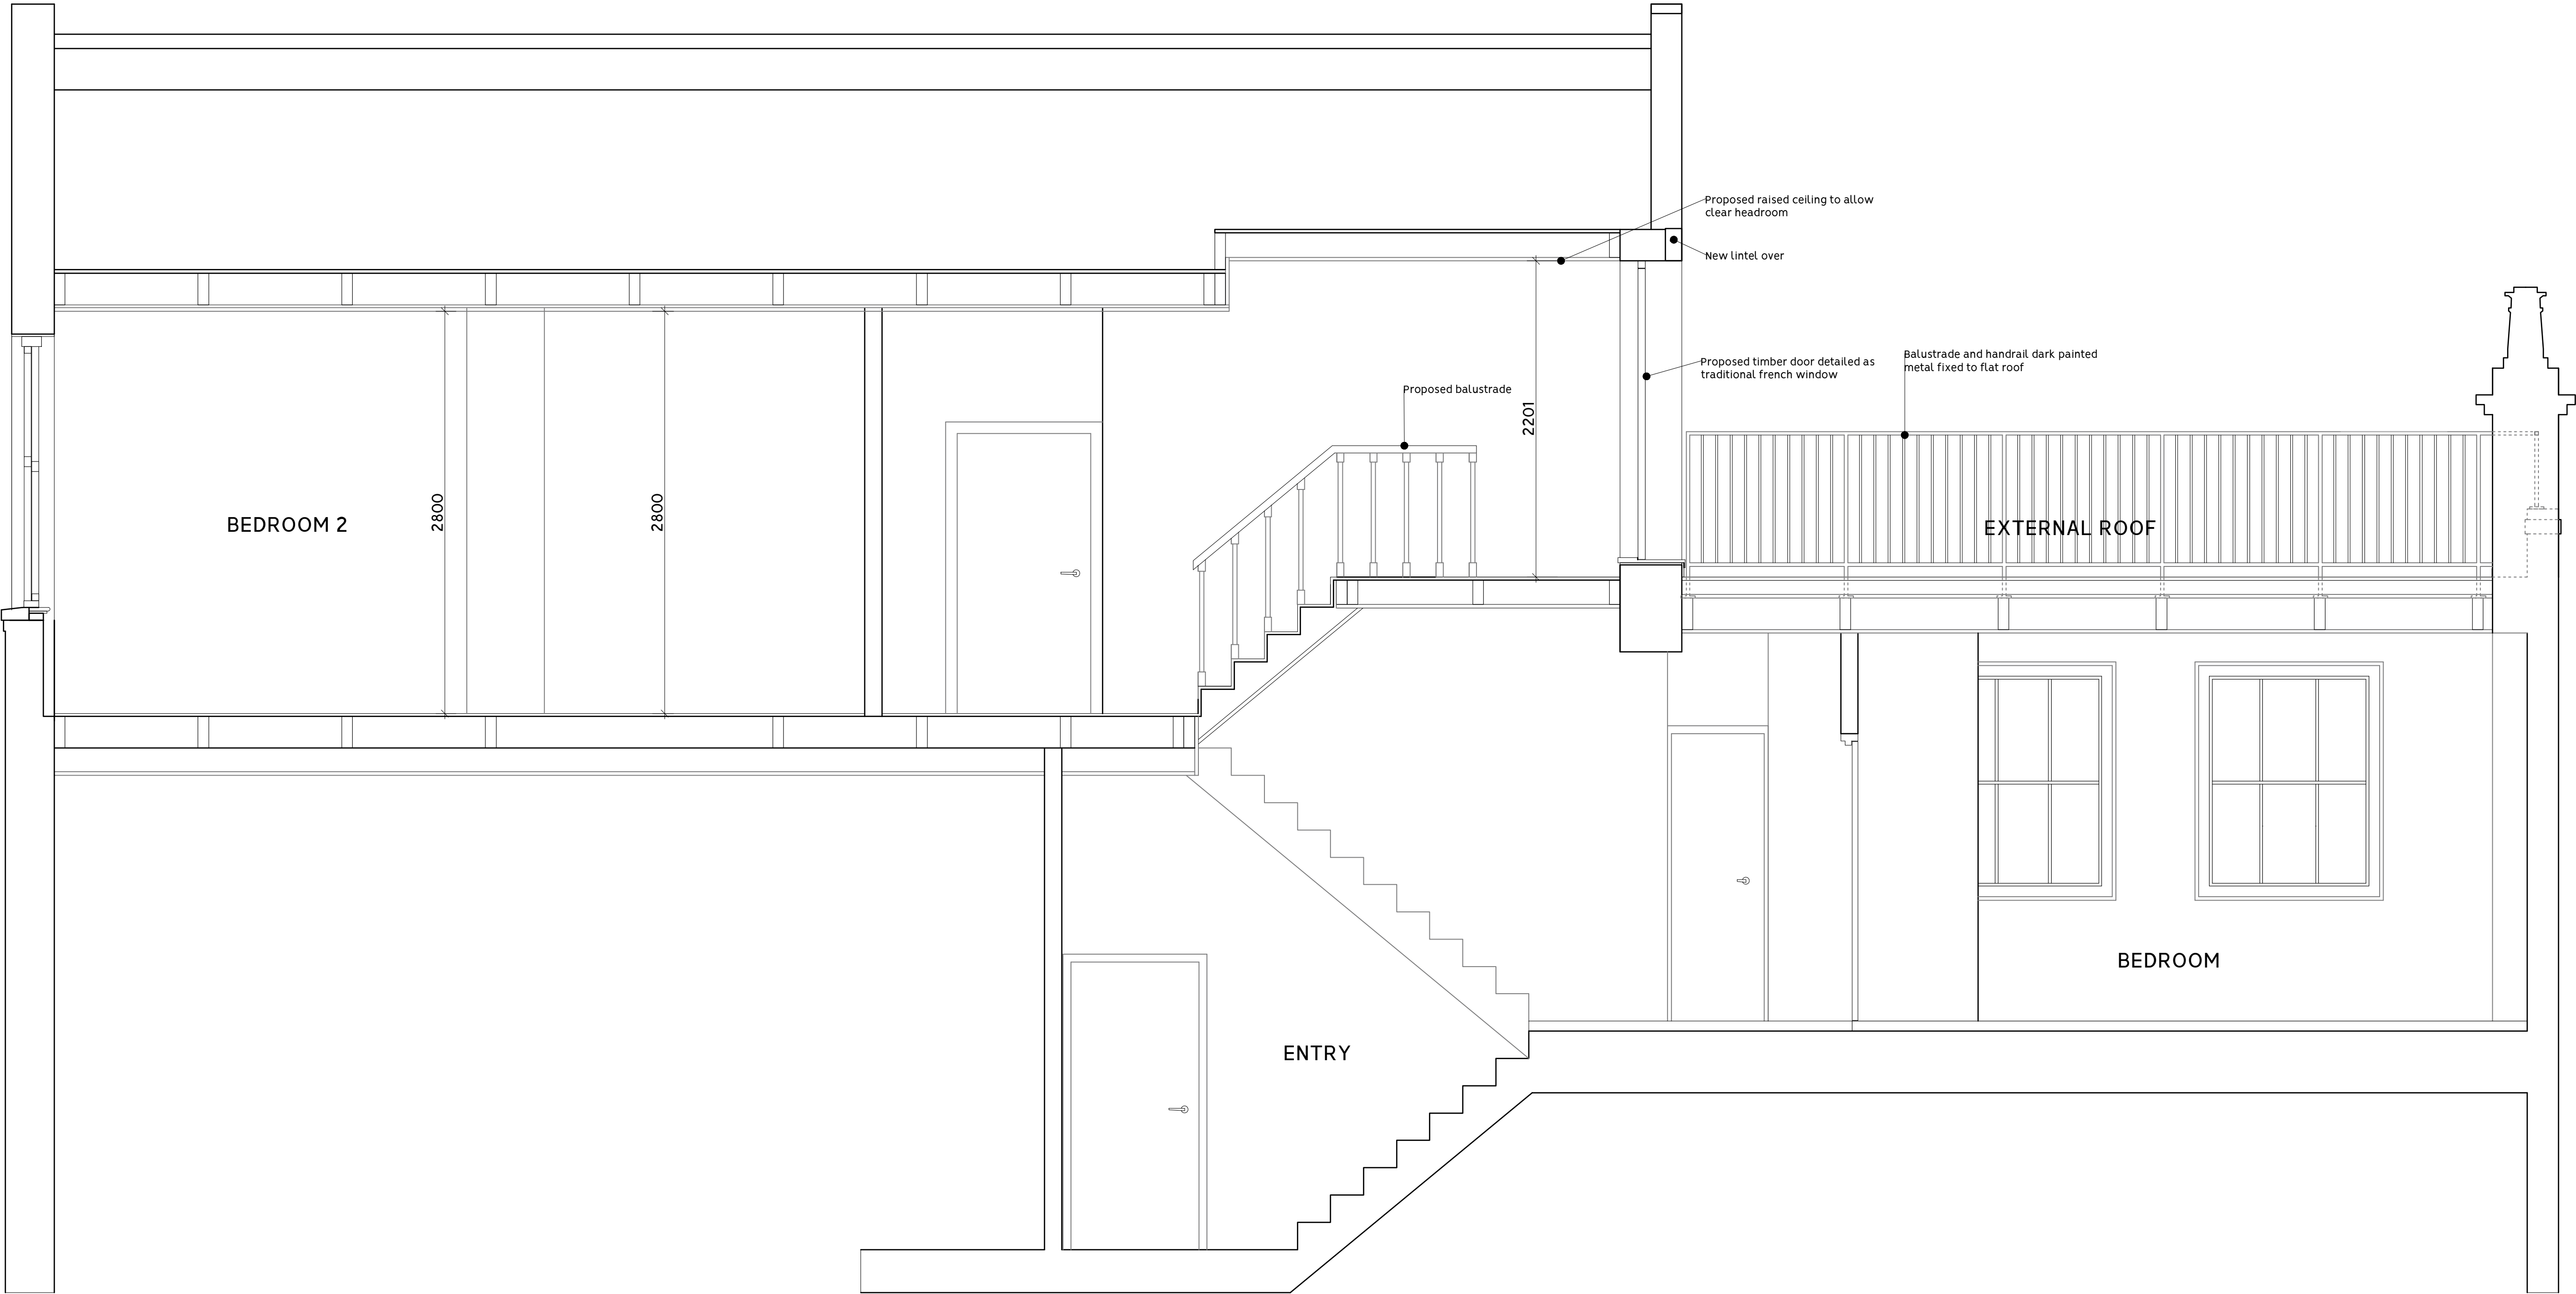 Proposed raised ceiling to allow
clear headroom
New lintel over
Proposed timber door detailed as
traditional french window
Balustrade and handrail dark painted
metal fixed to flat roof
Proposed balustrade
2201
2800
2800
BEDROOM 2
EXTERNAL ROOF
BEDROOM
ENTRY